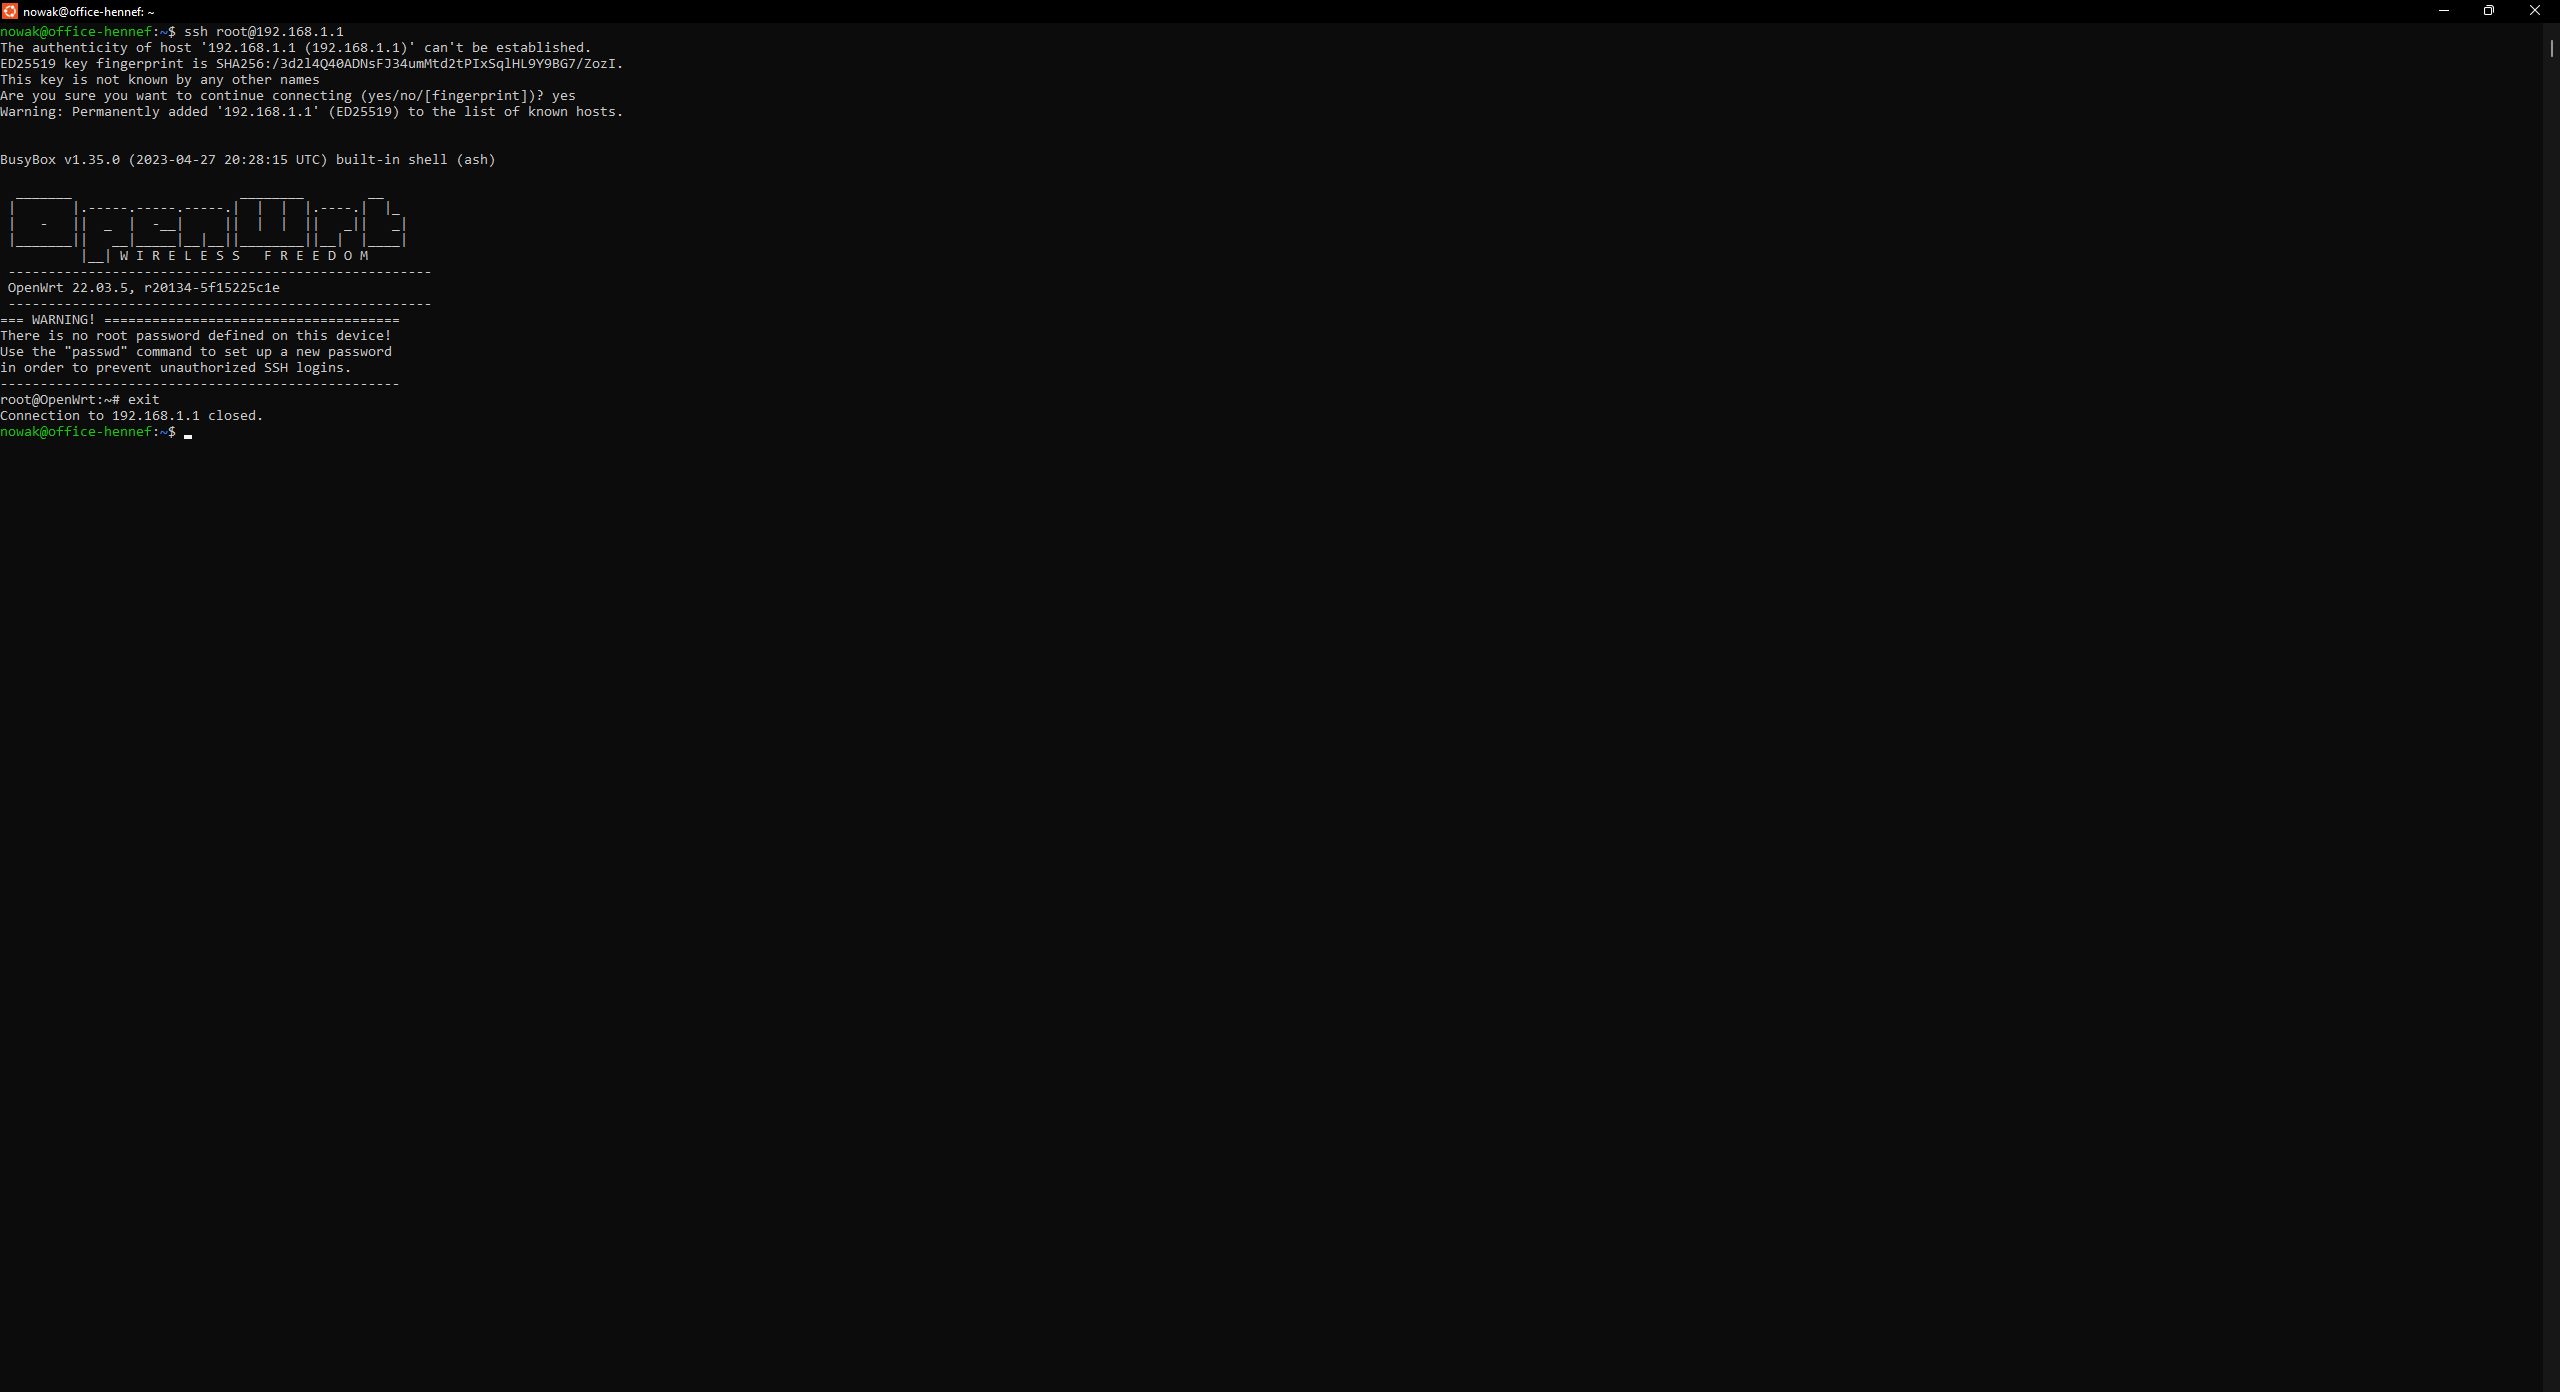 nowak@office-hennef: ~
nowak@office-hennef:~$ ssh root@192.168.1.1
The authenticity of host '192.168.1.1 (192.168.1.1)' can't be established.
ED25519 key fingerprint is SHA256:/3d2l4Q40ADNsFJ34umMtd2tPIxSqlHL9Y9BG7/ZozI.
This key is not known by any other names
Are you sure you want to continue connecting (yes/no/[fingerprint])? yes
Warning: Permanently added '192.168.1.1' (ED25519) to the list of known hosts.
BusyBox v1.35.0 (2023-04-27 20:28:15 UTC) built-in shell (ash)
OpenWrt
W I R E L E S S   F R E E D O M
-----------------------------------------------------
OpenWrt 22.03.5, r20134-5f15225c1e
-----------------------------------------------------
=== WARNING! =====================================
There is no root password defined on this device!
Use the "passwd" command to set up a new password
in order to prevent unauthorized SSH logins.
--------------------------------------------------
root@OpenWrt:~# exit
Connection to 192.168.1.1 closed.
nowak@office-hennef:~$